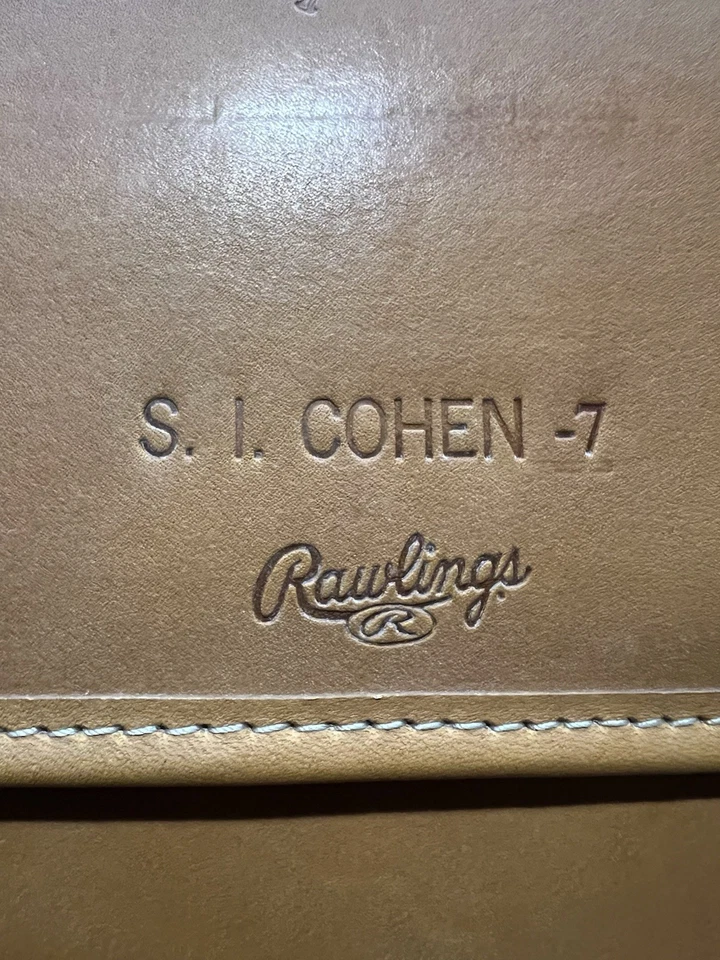 S. I. COHEN -7
Rawlings
R